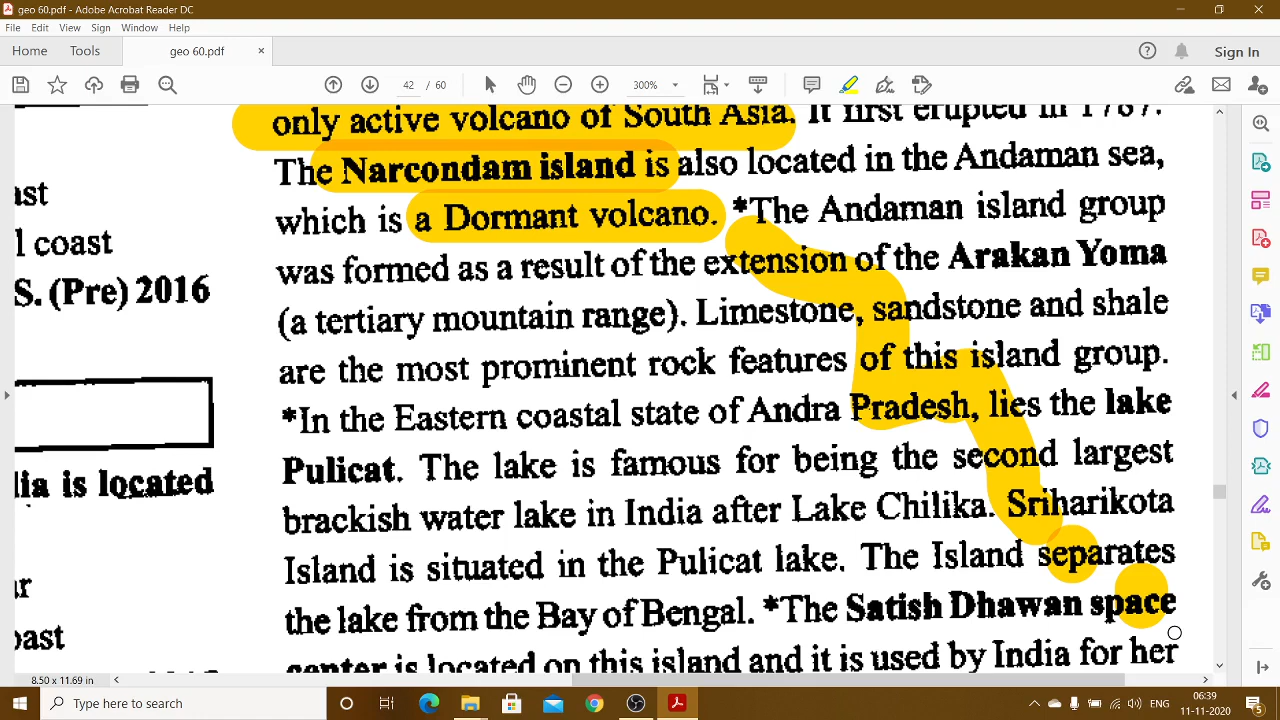 geo 60.pdf - Adobe Acrobat Reader DC
File Edit View Sign Window Help
Home Tools geo 60.pdf × Sign In
42 / 60 300%
only active volcano of South Asia. It first erupted in 1787.
The Narcondam island is also located in the Andaman sea,
which is a Dormant volcano. *The Andaman island group
was formed as a result of the extension of the Arakan Yoma
(a tertiary mountain range). Limestone, sandstone and shale
are the most prominent rock features of this island group.
*In the Eastern coastal state of Andra Pradesh, lies the lake
Pulicat. The lake is famous for being the second largest
brackish water lake in India after Lake Chilika. Sriharikota
Island is situated in the Pulicat lake. The Island separates
the lake from the Bay of Bengal. *The Satish Dhawan space
center is located on this island and it is used by India for her
ast
l coast
S. (Pre) 2016
lia is located
ır
oast
8.50 x 11.69 in
Type here to search
ENG
06:39
11-11-2020
5